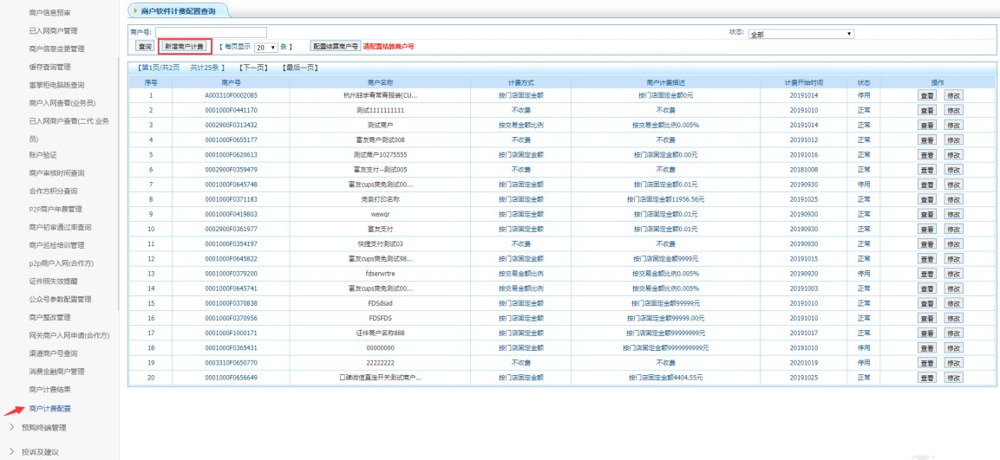 商户信息预审
已入网商户管理
商户信息变更管理
缓存查询管理
富掌柜电脑版查询
商户入网查看(业务员)
已入网商户查看(二代 业务
员)
账户验证
商户审核时间查询
合作方积分查询
P2P商户年费管理
商户初审通过率查询
商户巡检培训管理
p2p商户入网(合作方)
证件照失效提醒
公众号参数配置管理
商户整改管理
网关商户入网申请(合作方)
渠道商户号查询
消费金融商户管理
商户计费结果
商户计费配置
预购终端管理
投诉及建议
商户软件计费配置查询
商户号: 状态: 全部
查询 新增商户计费 【 每页显示 20 条 】 配置结算商户号 请配置结算商户号
【第1页/共2页 共计25条 】 【下一页】 【最后一页】
序号 商户号 商户名称 计费方式 商户计费描述 计费开始时间 状态 操作
1 A003310F0002085 杭州喆宇青常青服装(CU... 按门店固定金额 按门店固定金额0元 20191014 停用 查看 修改
2 0001000F0441170 测试1111111111 不收费 不收费 20191010 正常 查看 修改
3 0002900F0313432 测试商户 按交易金额比例 按交易金额比例0.005% 20191014 正常 查看 修改
4 0001000F0655177 富友商户测试008 不收费 不收费 20191012 正常 查看 修改
5 0001000F0620613 测试商户10275555 按门店固定金额 按门店固定金额0.00元 20191016 正常 查看 修改
6 0002900F0359479 富友支付--测试005 不收费 不收费 20181008 正常 查看 修改
7 0001000F0645748 富友cups奭免测试00... 按门店固定金额 按门店固定金额0.01元 20190930 停用 查看 修改
8 0001000F0371183 凭条打印名称 按门店固定金额 按门店固定金额11956.56元 20191025 正常 查看 修改
9 0001000F0419803 wewqr 按门店固定金额 按门店固定金额0.01元 20190930 正常 查看 修改
10 0002900F0361977 富友支付 按门店固定金额 按门店固定金额0.01元 20190930 正常 查看 修改
11 0001000F0354197 快捷支付测试03 不收费 不收费 20190930 正常 查看 修改
12 0001000F0645822 富友cups奭免测试98... 按门店固定金额 按门店固定金额9999元 20191015 正常 查看 修改
13 0001000F0379200 fdserwrtre 按交易金额比例 按交易金额比例0.005% 20190930 停用 查看 修改
14 0001000F0645741 富友cups奭免测试00... 按交易金额比例 按交易金额比例0.005% 20191003 正常 查看 修改
15 0001000F0370838 FDSdsad 按门店固定金额 按门店固定金额99999元 20191010 正常 查看 修改
16 0001000F0370956 FDSFDS 按门店固定金额 按门店固定金额99999.00元 20191010 正常 查看 修改
17 0001000F1000171 证件商户名称888 按门店固定金额 按门店固定金额99999999元 20191017 正常 查看 修改
18 0001000F0365431 00000000 按门店固定金额 按门店固定金额9999999999元 20191010 停用 查看 修改
19 0003310F0650770 22222222 不收费 不收费 20201019 停用 查看 修改
20 0001000F0656649 口碑微信直连开关测试商户... 按门店固定金额 按门店固定金额4404.55元 20191025 正常 查看 修改